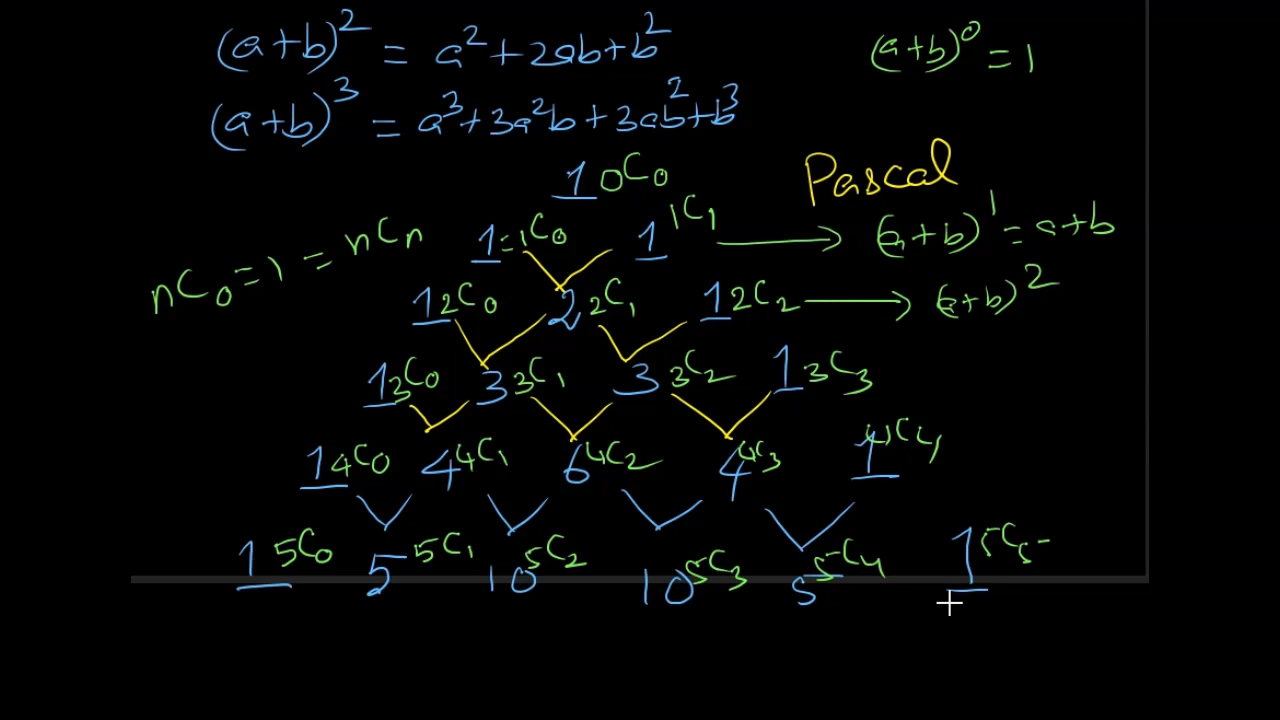 (a+b)² = a²+2ab+b² (a+b)⁰ = 1
(a+b)³ = a³+3a²b+3ab²+b³
1 0C₀ Pascal
nC₀ = 1 = nCn 1=1C₀ 1 1C₁ → (a+b)¹ = a+b
1 2C₀ 2 2C₁ 1 2C₂ → (a+b)²
1 3C₀ 3 3C₁ 3 3C₂ 1 3C₃
1 4C₀ 4 4C₁ 6 4C₂ 4 4C₃ 1 4C₄
1 5C₀ 5 5C₁ 10 5C₂ 10 5C₃ 5 5C₄ 1 5C₅